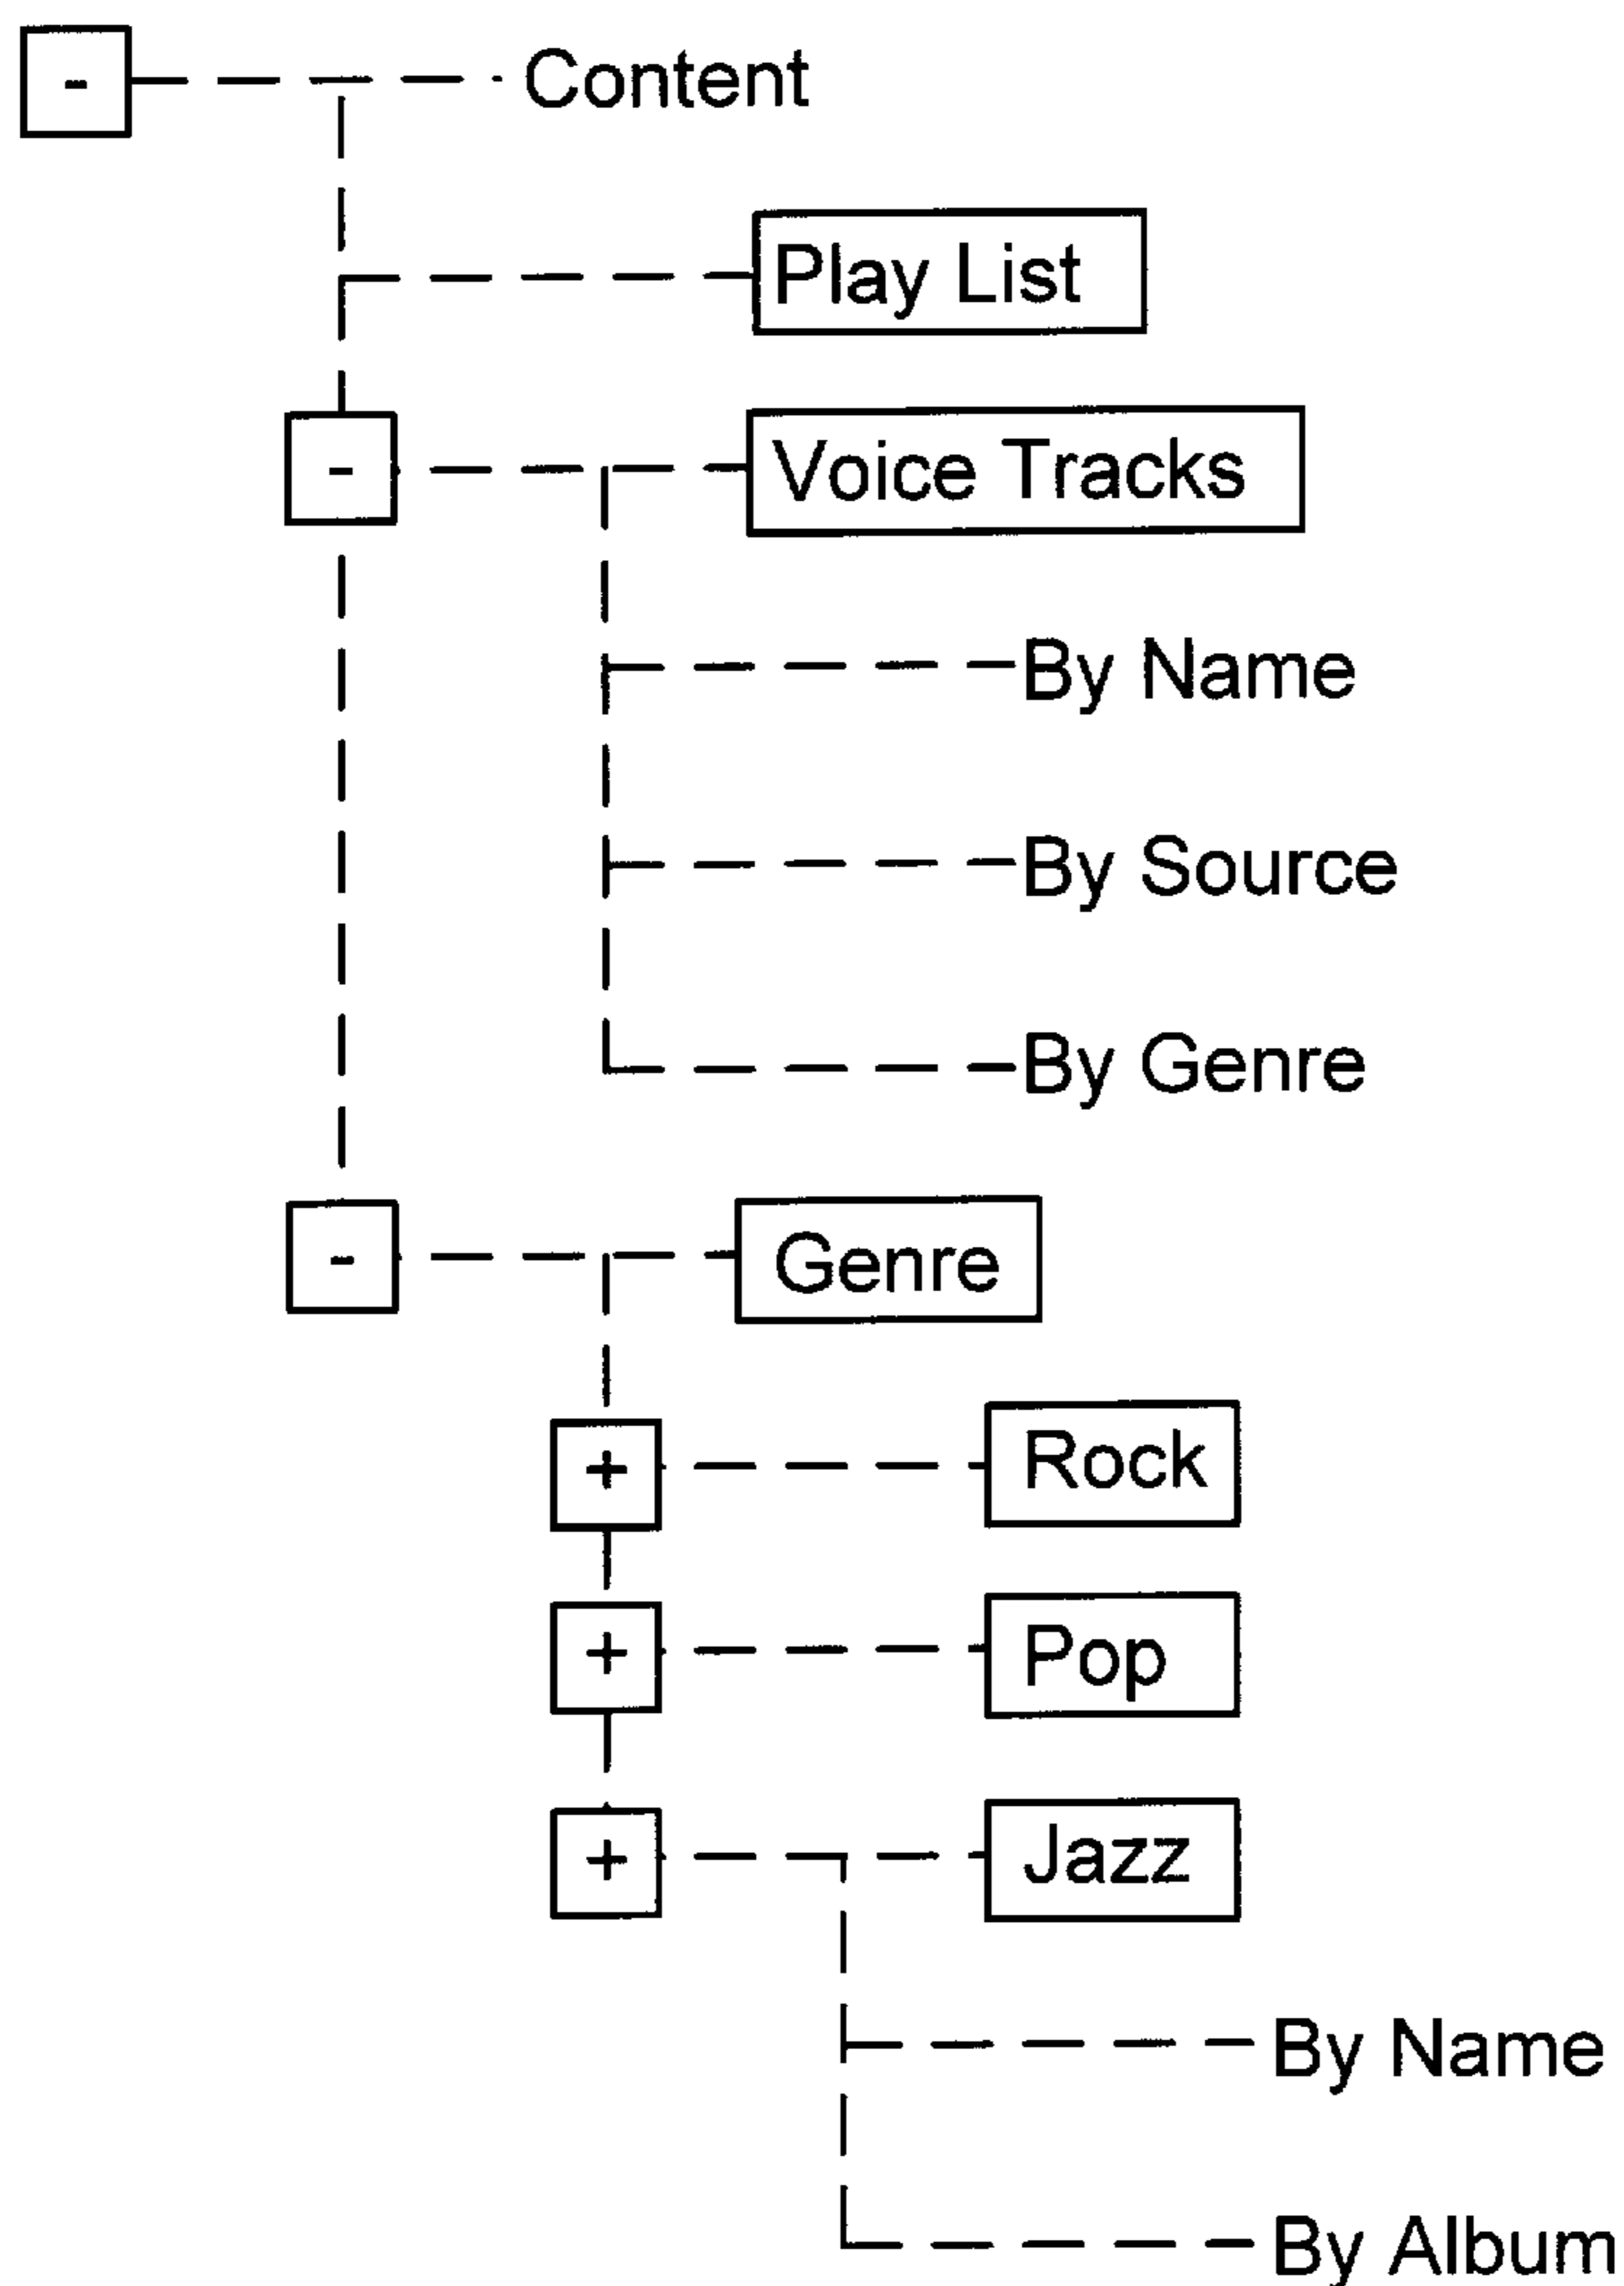 - Content
Play List
- Voice Tracks
By Name
By Source
By Genre
- Genre
+ Rock
+ Pop
+ Jazz
By Name
By Album